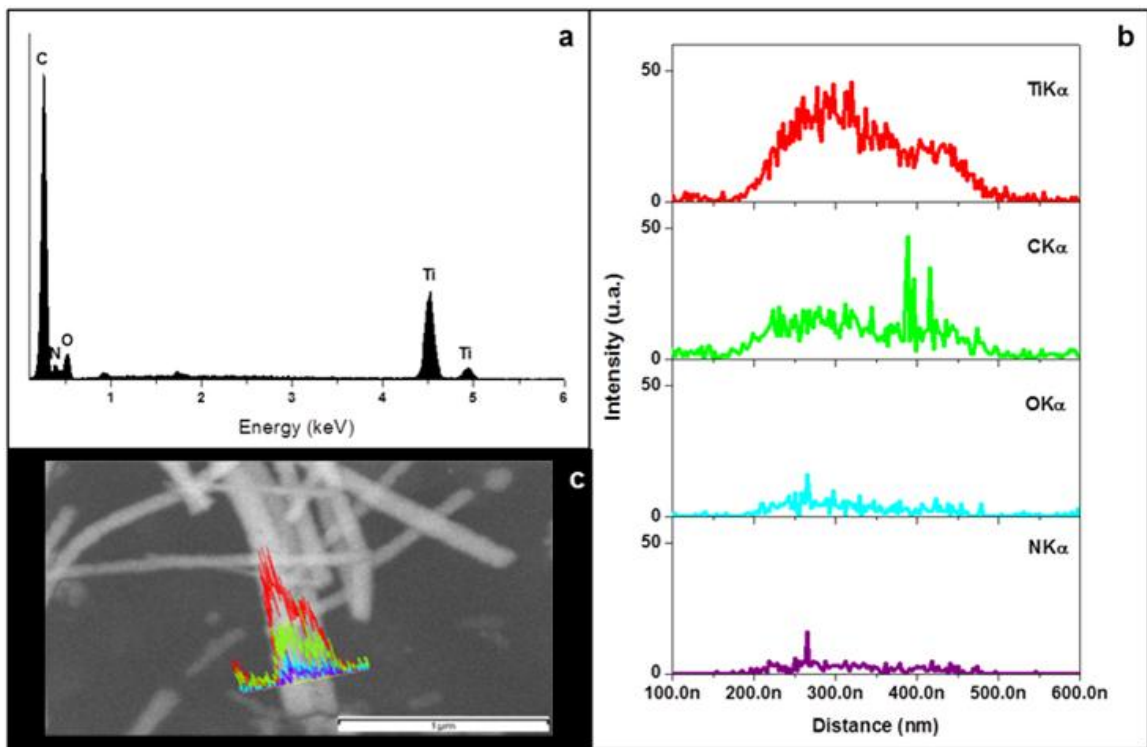 a
C
N
O
Ti
Ti
1
2
3
4
5
6
Energy (keV)
b
50
TiKα
0
50
CKα
0
50
OKα
0
50
NKα
0
Intensity (u.a.)
100.0n 200.0n 300.0n 400.0n 500.0n 600.0n
Distance (nm)
c
1µm